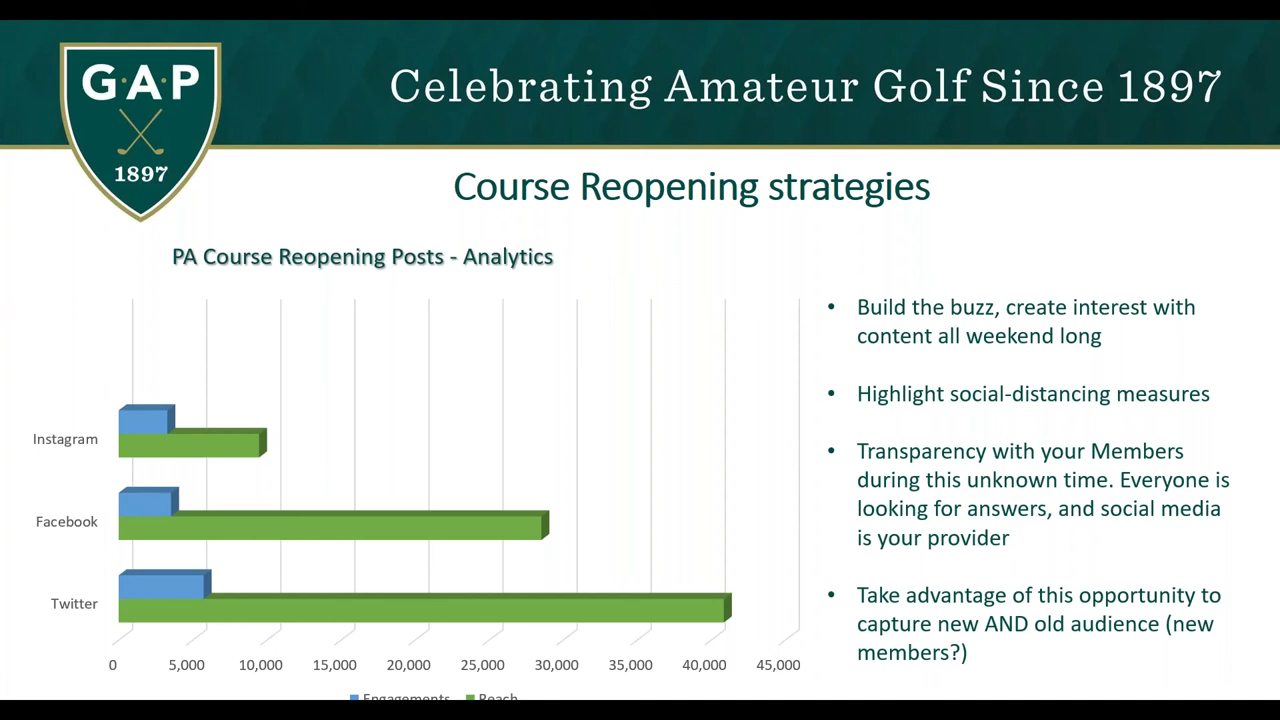 G·A·P
1897
Celebrating Amateur Golf Since 1897
Course Reopening strategies
PA Course Reopening Posts - Analytics
Instagram
Facebook
Twitter
0 5,000 10,000 15,000 20,000 25,000 30,000 35,000 40,000 45,000
Engagements Reach
• Build the buzz, create interest with
content all weekend long
• Highlight social-distancing measures
• Transparency with your Members
during this unknown time. Everyone is
looking for answers, and social media
is your provider
• Take advantage of this opportunity to
capture new AND old audience (new
members?)